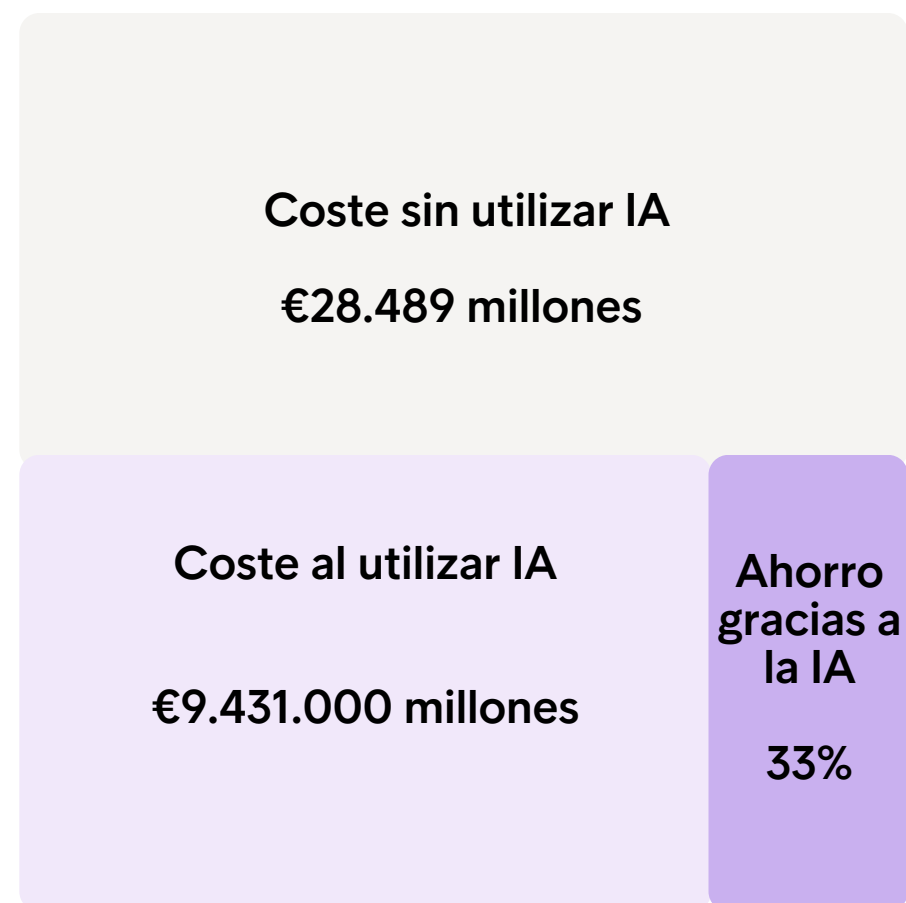 Coste sin utilizar IA
€28.489 millones
Coste al utilizar IA
€9.431.000 millones
Ahorro
gracias a
la IA
33%